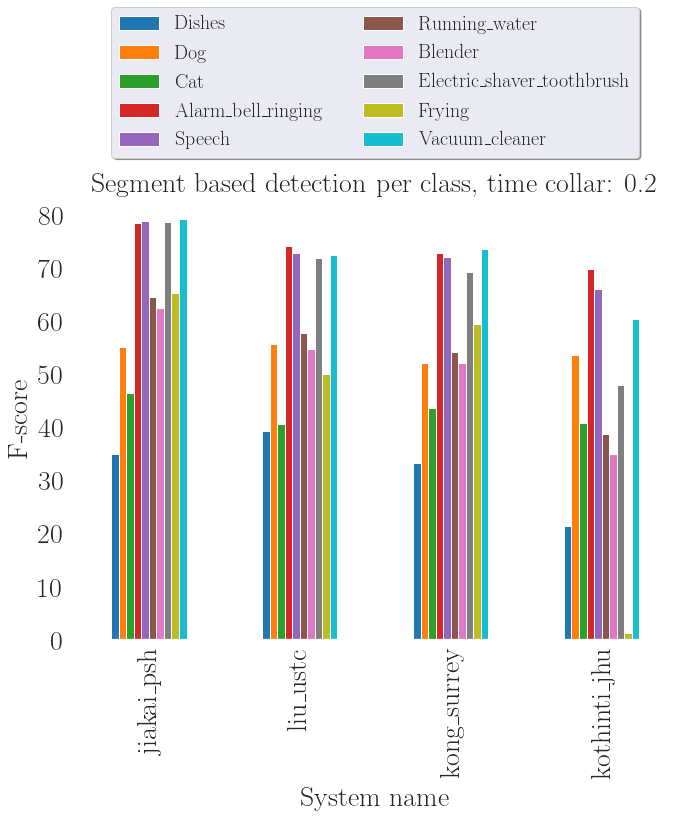 Dishes
Dog
Cat
Alarm_bell_ringing
Speech
Running_water
Blender
Electric_shaver_toothbrush
Frying
Vacuum_cleaner
Segment based detection per class, time collar: 0.2
F-score
80
70
60
50
40
30
20
10
0
jiakai_psh
liu_ustc
kong_surrey
kothinti_jhu
System name